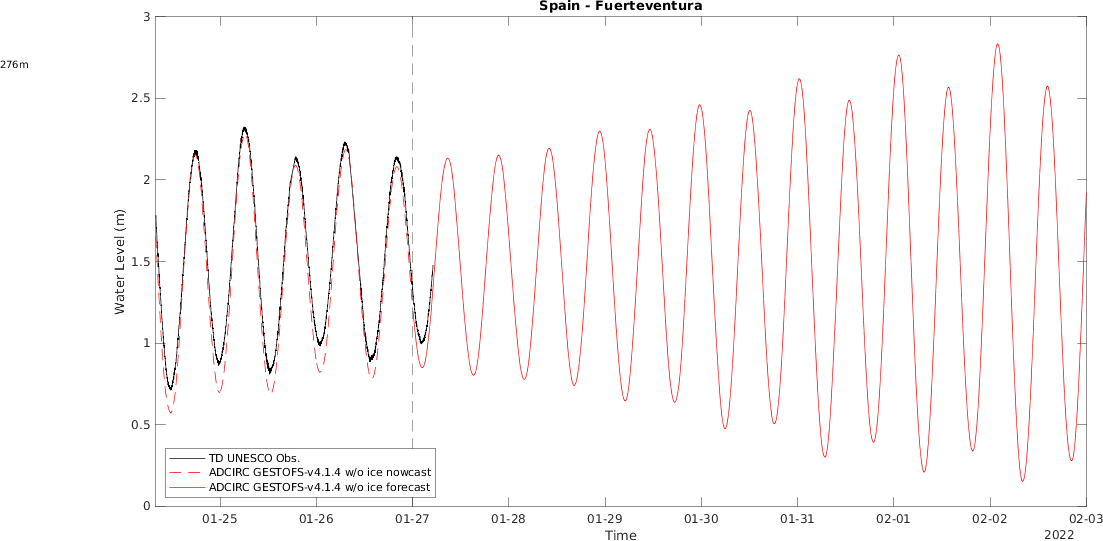 Spain - Fuerteventura
276m
3
2.5
2
1.5
1
0.5
0
Water Level (m)
TD UNESCO Obs.
ADCIRC GESTOFS-v4.1.4 w/o ice nowcast
ADCIRC GESTOFS-v4.1.4 w/o ice forecast
01-25 01-26 01-27 01-28 01-29 01-30 01-31 02-01 02-02 02-03
Time
2022